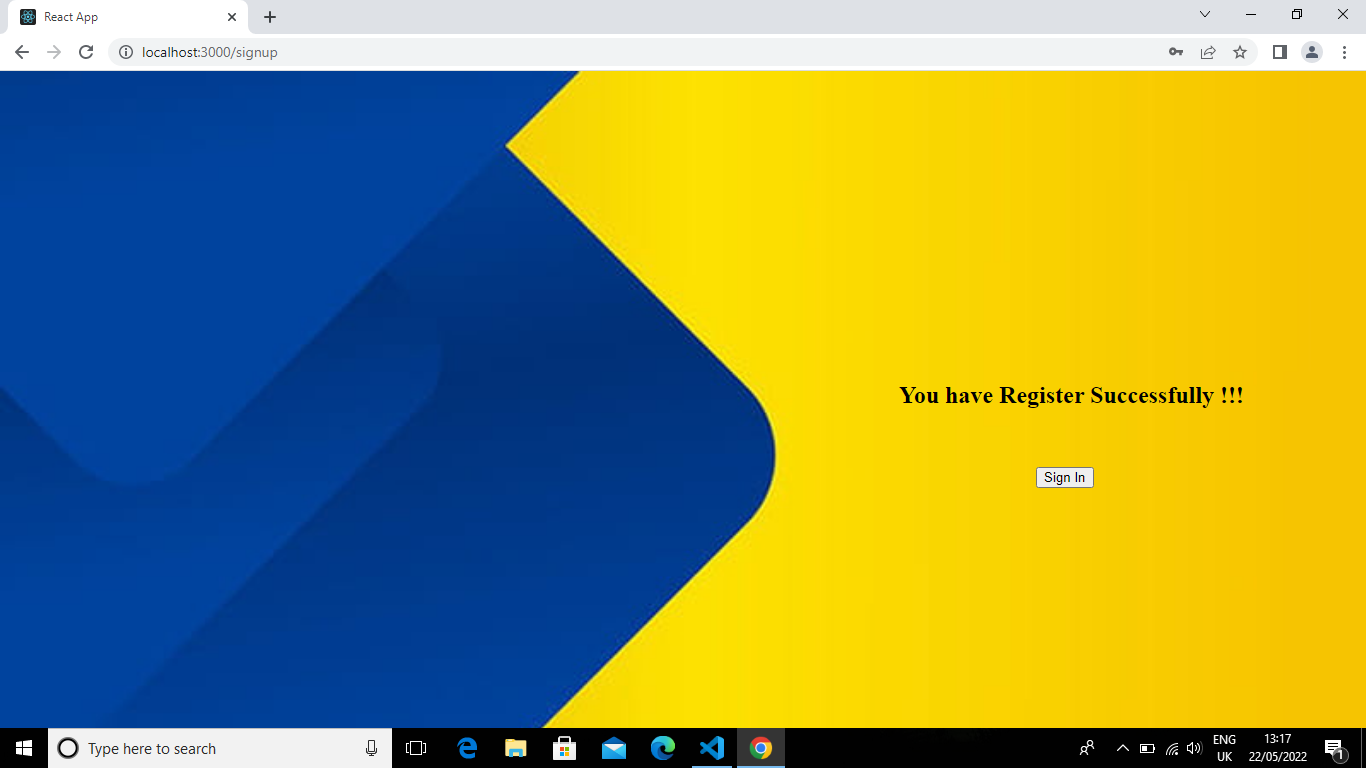 React App
localhost:3000/signup
You have Register Successfully !!!
Sign In
Type here to search
ENG
UK
13:17
22/05/2022
1